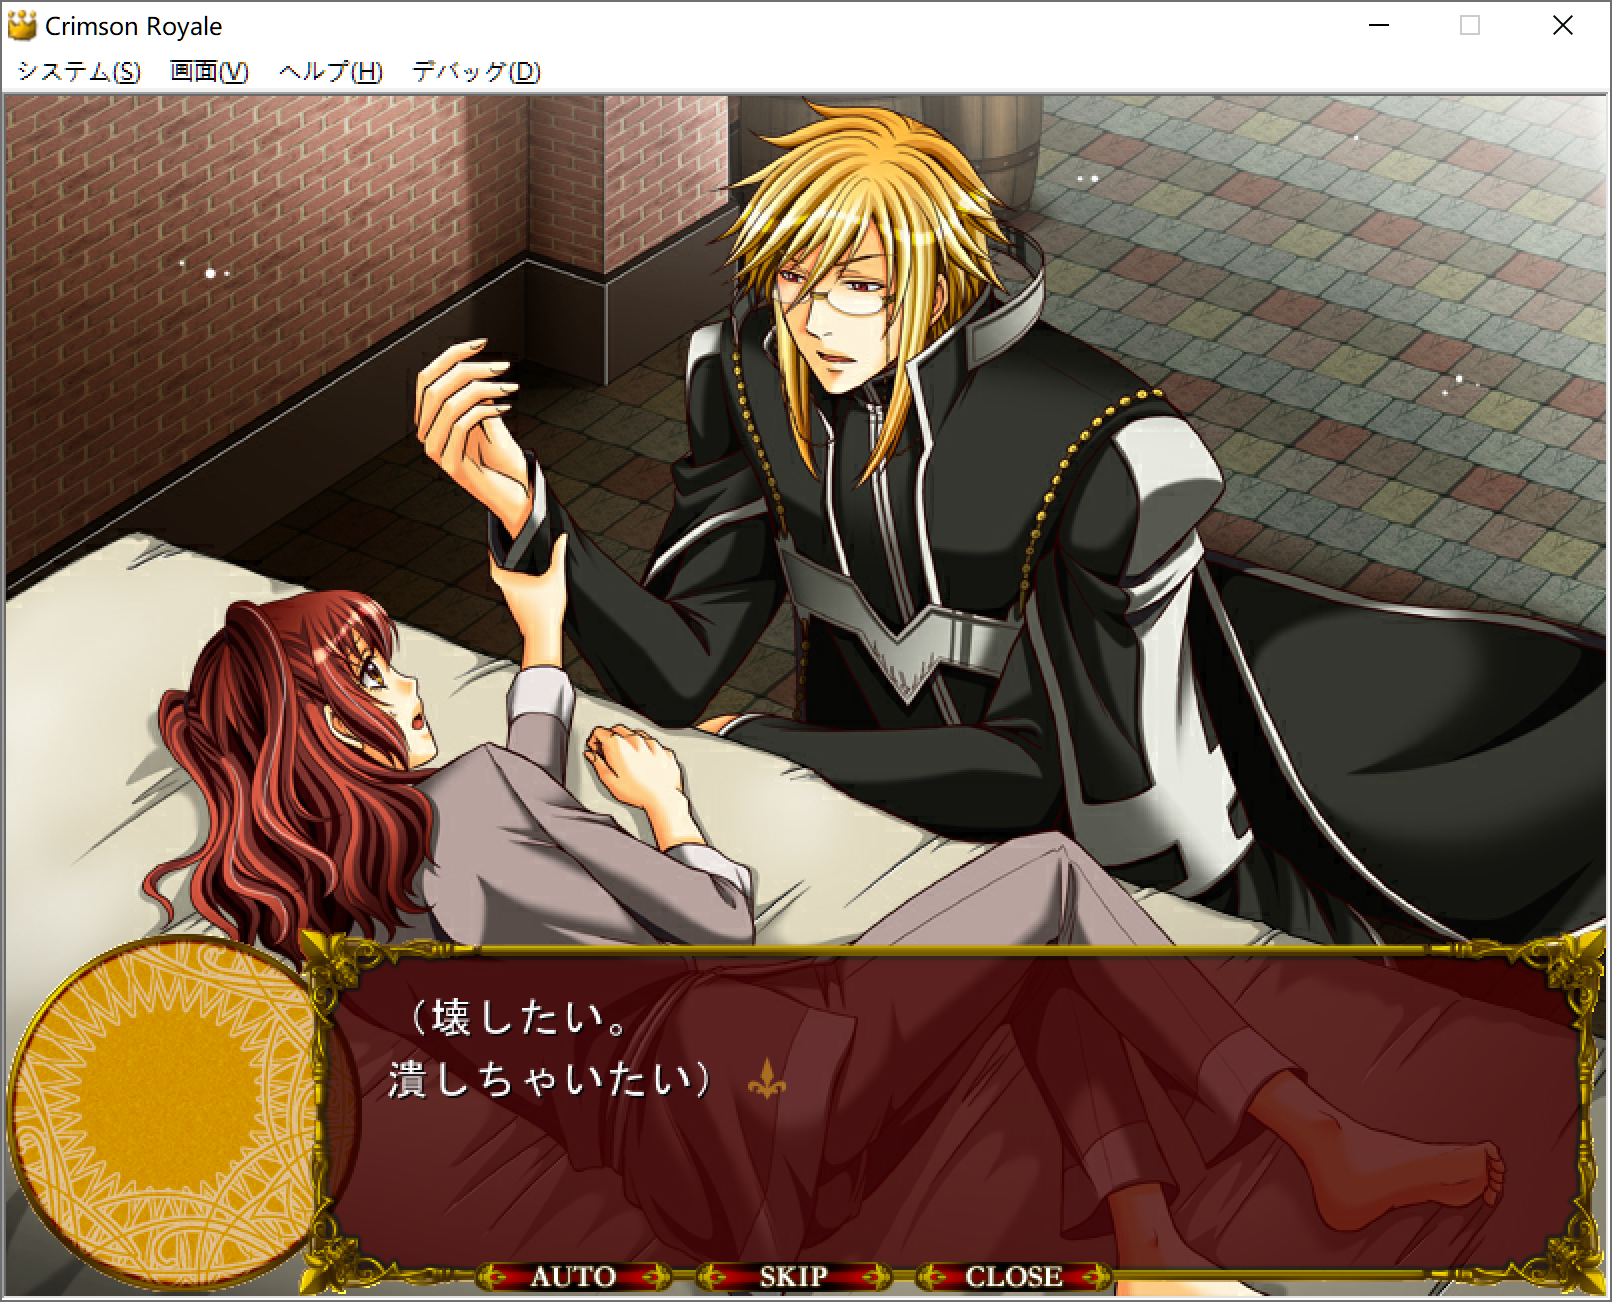 Crimson Royale
システム(S) 画面(V) ヘルプ(H) デバッグ(D)
（壊したい。
潰しちゃいたい）
AUTO SKIP CLOSE